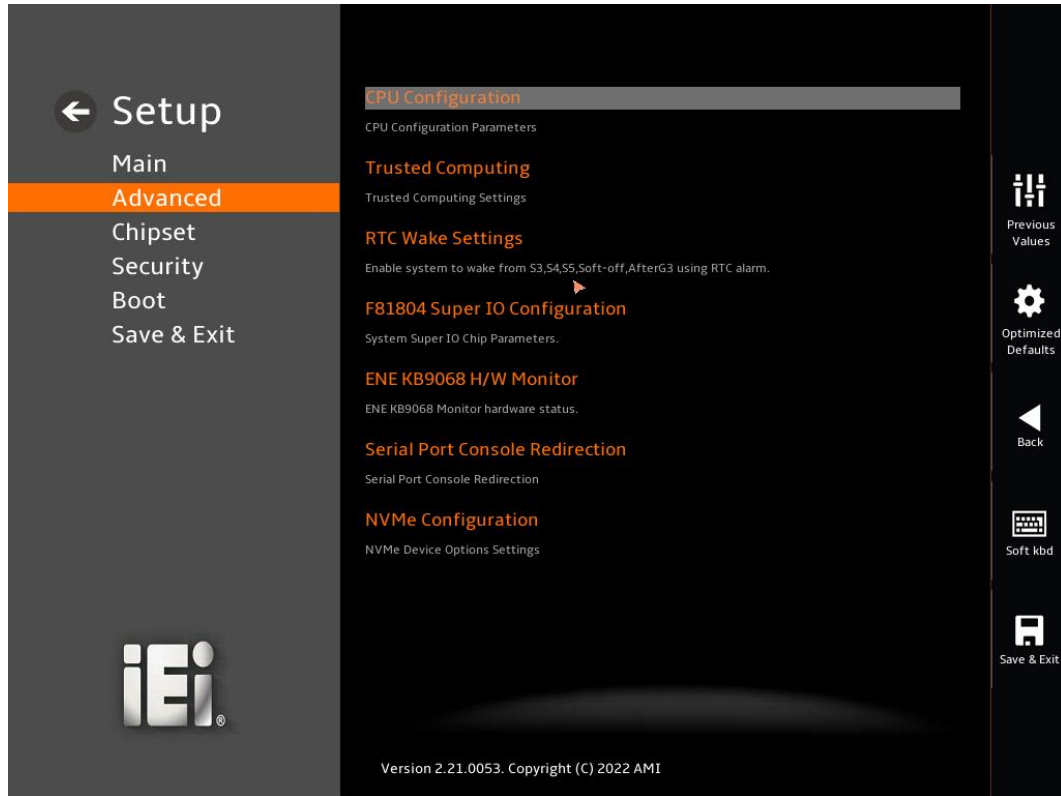 Setup
Main
Advanced
Chipset
Security
Boot
Save & Exit
CPU Configuration
CPU Configuration Parameters
Trusted Computing
Trusted Computing Settings
RTC Wake Settings
Enable system to wake from S3,S4,S5,Soft-off,AfterG3 using RTC alarm.
F81804 Super IO Configuration
System Super IO Chip Parameters.
ENE KB9068 H/W Monitor
ENE KB9068 Monitor hardware status.
Serial Port Console Redirection
Serial Port Console Redirection
NVMe Configuration
NVMe Device Options Settings
Previous
Values
Optimized
Defaults
Back
Soft kbd
Save & Exit
iEi®
Version 2.21.0053. Copyright (C) 2022 AMI